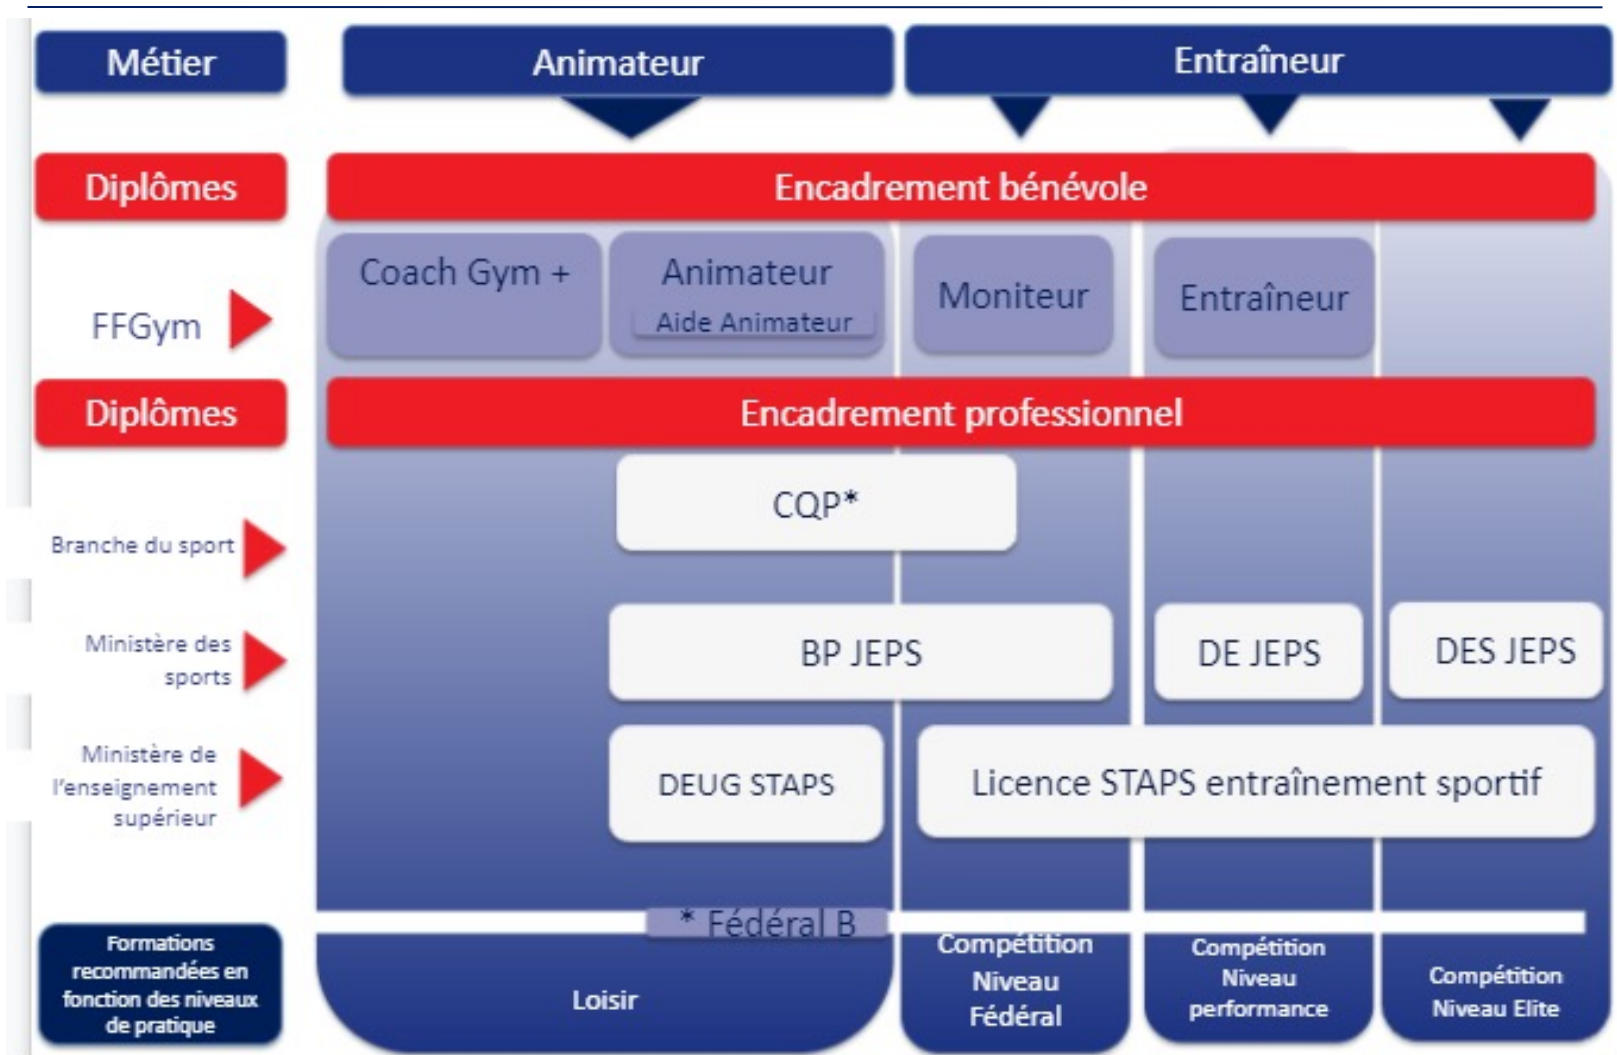 Métier
Animateur
Entraîneur
Diplômes
Encadrement bénévole
FFGym
Coach Gym +
Animateur
Aide Animateur
Moniteur
Entraîneur
Diplômes
Encadrement professionnel
Branche du sport
CQP*
Ministère des
sports
BP JEPS
DE JEPS
DES JEPS
Ministère de
l'enseignement
supérieur
DEUG STAPS
Licence STAPS entraînement sportif
* Fédéral B
Formations
recommandées en
fonction des niveaux
de pratique
Loisir
Compétition
Niveau
Fédéral
Compétition
Niveau
performance
Compétition
Niveau Elite